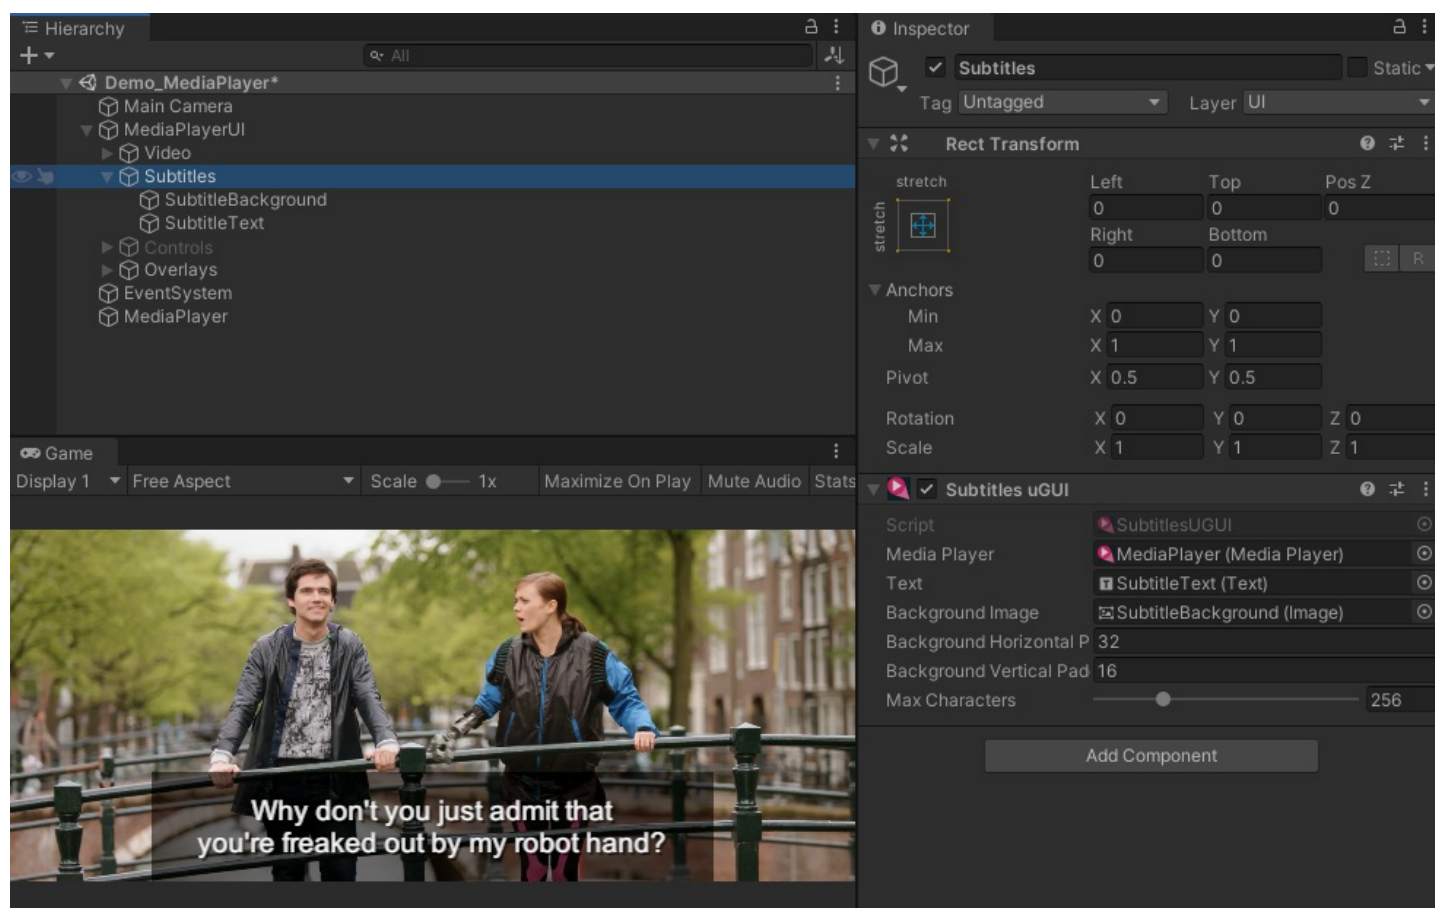 Hierarchy
All
Demo_MediaPlayer*
Main Camera
MediaPlayerUI
Video
Subtitles
SubtitleBackground
SubtitleText
Controls
Overlays
EventSystem
MediaPlayer
Game
Display 1 Free Aspect Scale 1x Maximize On Play Mute Audio Stats
Why don't you just admit that
you're freaked out by my robot hand?
Inspector
Subtitles Static
Tag Untagged Layer UI
Rect Transform
stretch Left Top Pos Z
stretch 0 0 0
Right Bottom
0 0 R
Anchors
Min X 0 Y 0
Max X 1 Y 1
Pivot X 0.5 Y 0.5
Rotation X 0 Y 0 Z 0
Scale X 1 Y 1 Z 1
Subtitles uGUI
Script SubtitlesUGUI
Media Player MediaPlayer (Media Player)
Text SubtitleText (Text)
Background Image SubtitleBackground (Image)
Background Horizontal P 32
Background Vertical Pad 16
Max Characters 256
Add Component